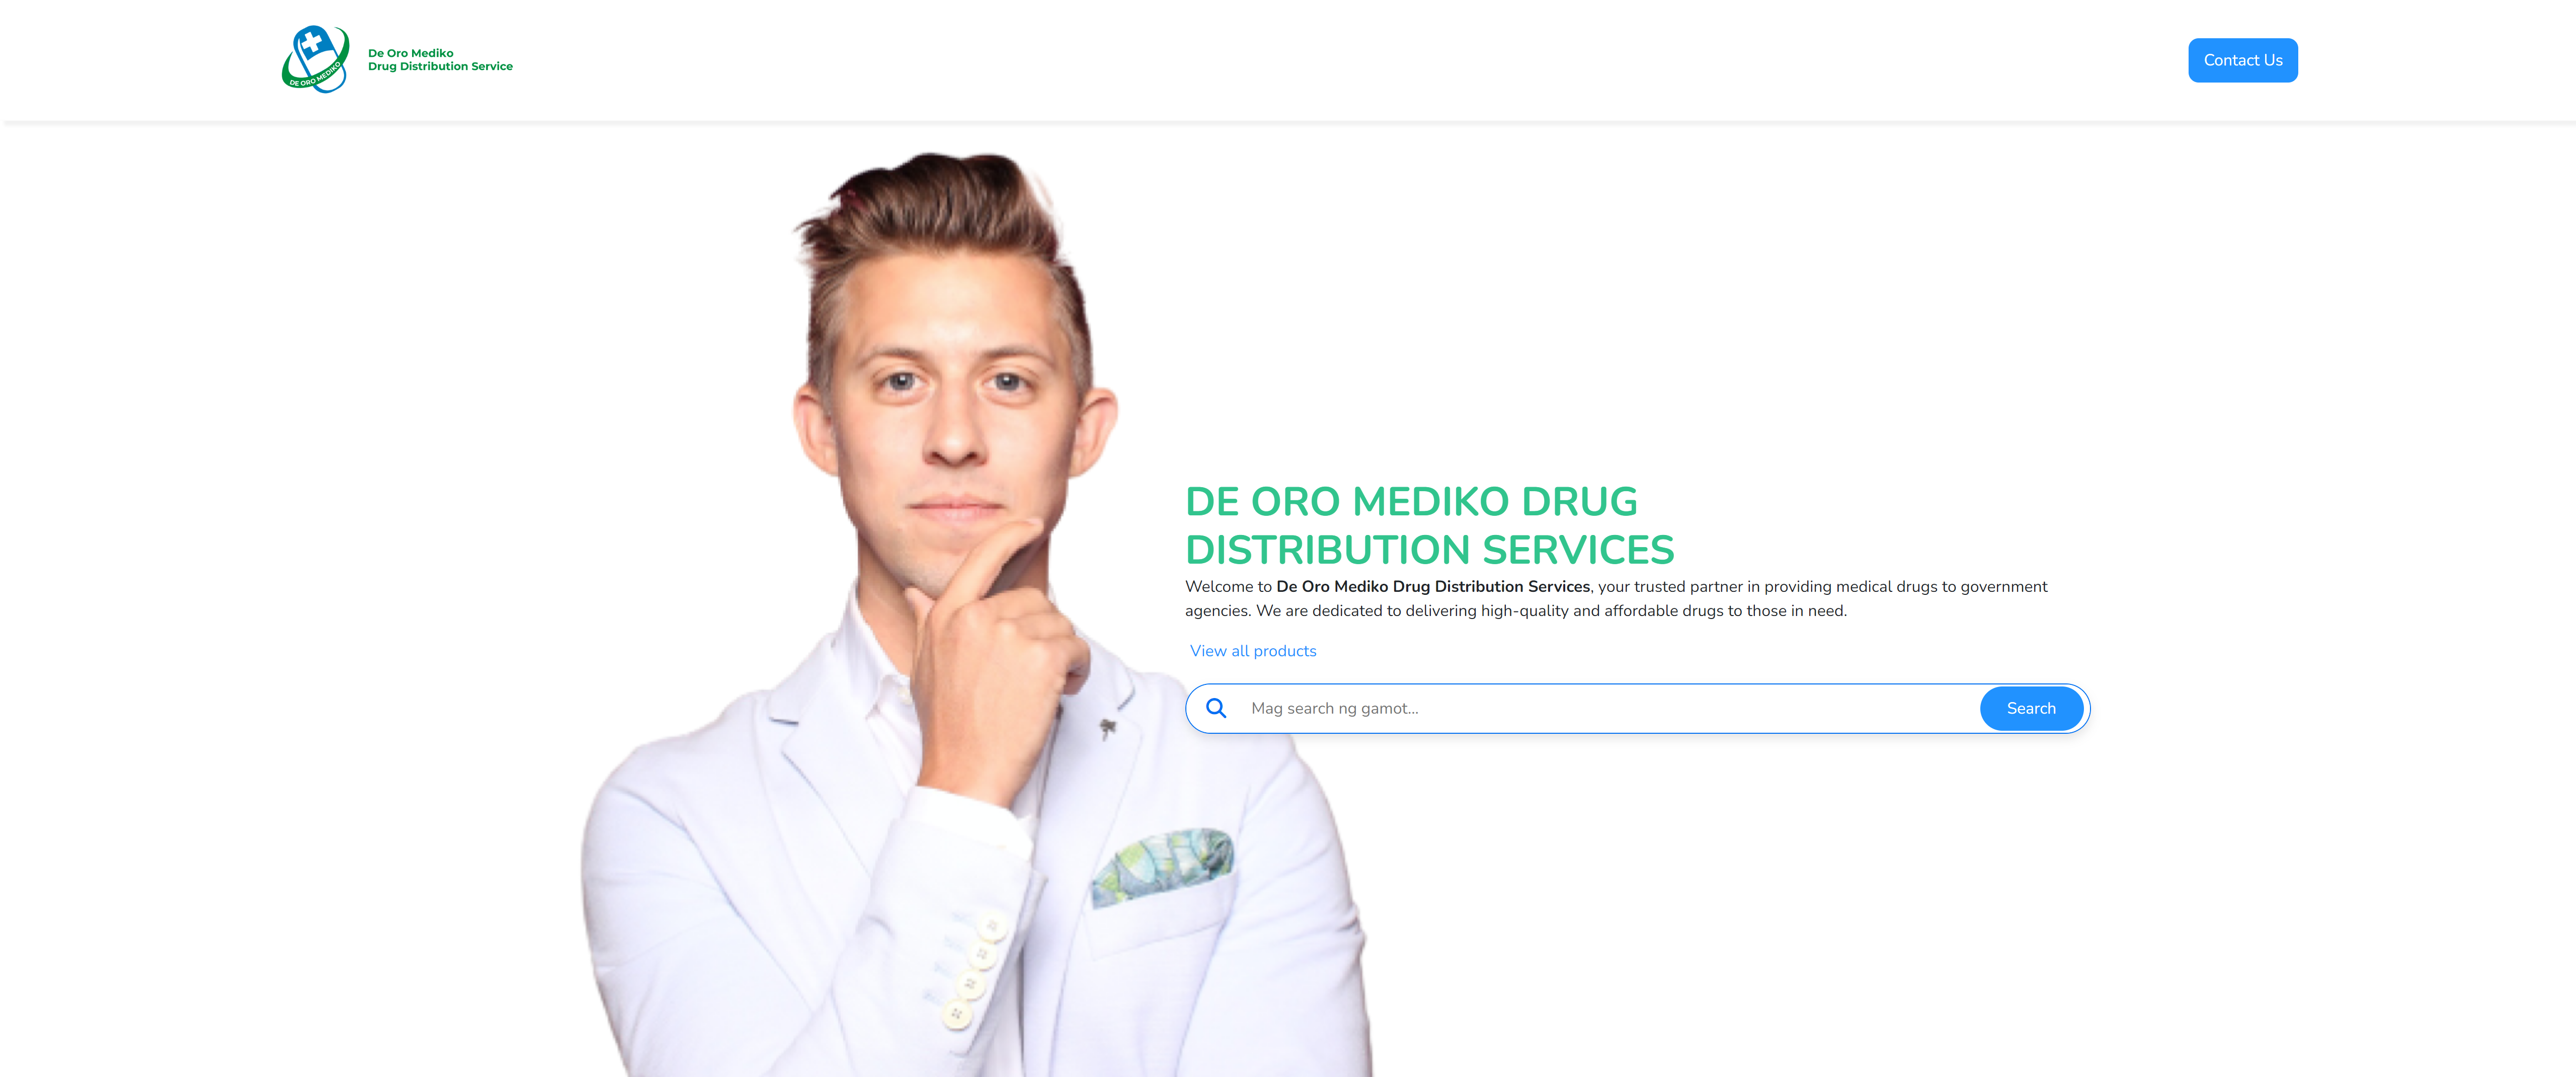 DE ORO MEDIKO
De Oro Mediko
Drug Distribution Service
Contact Us
DE ORO MEDIKO DRUG
DISTRIBUTION SERVICES
Welcome to De Oro Mediko Drug Distribution Services, your trusted partner in providing medical drugs to government
agencies. We are dedicated to delivering high-quality and affordable drugs to those in need.
View all products
Mag search ng gamot...
Search